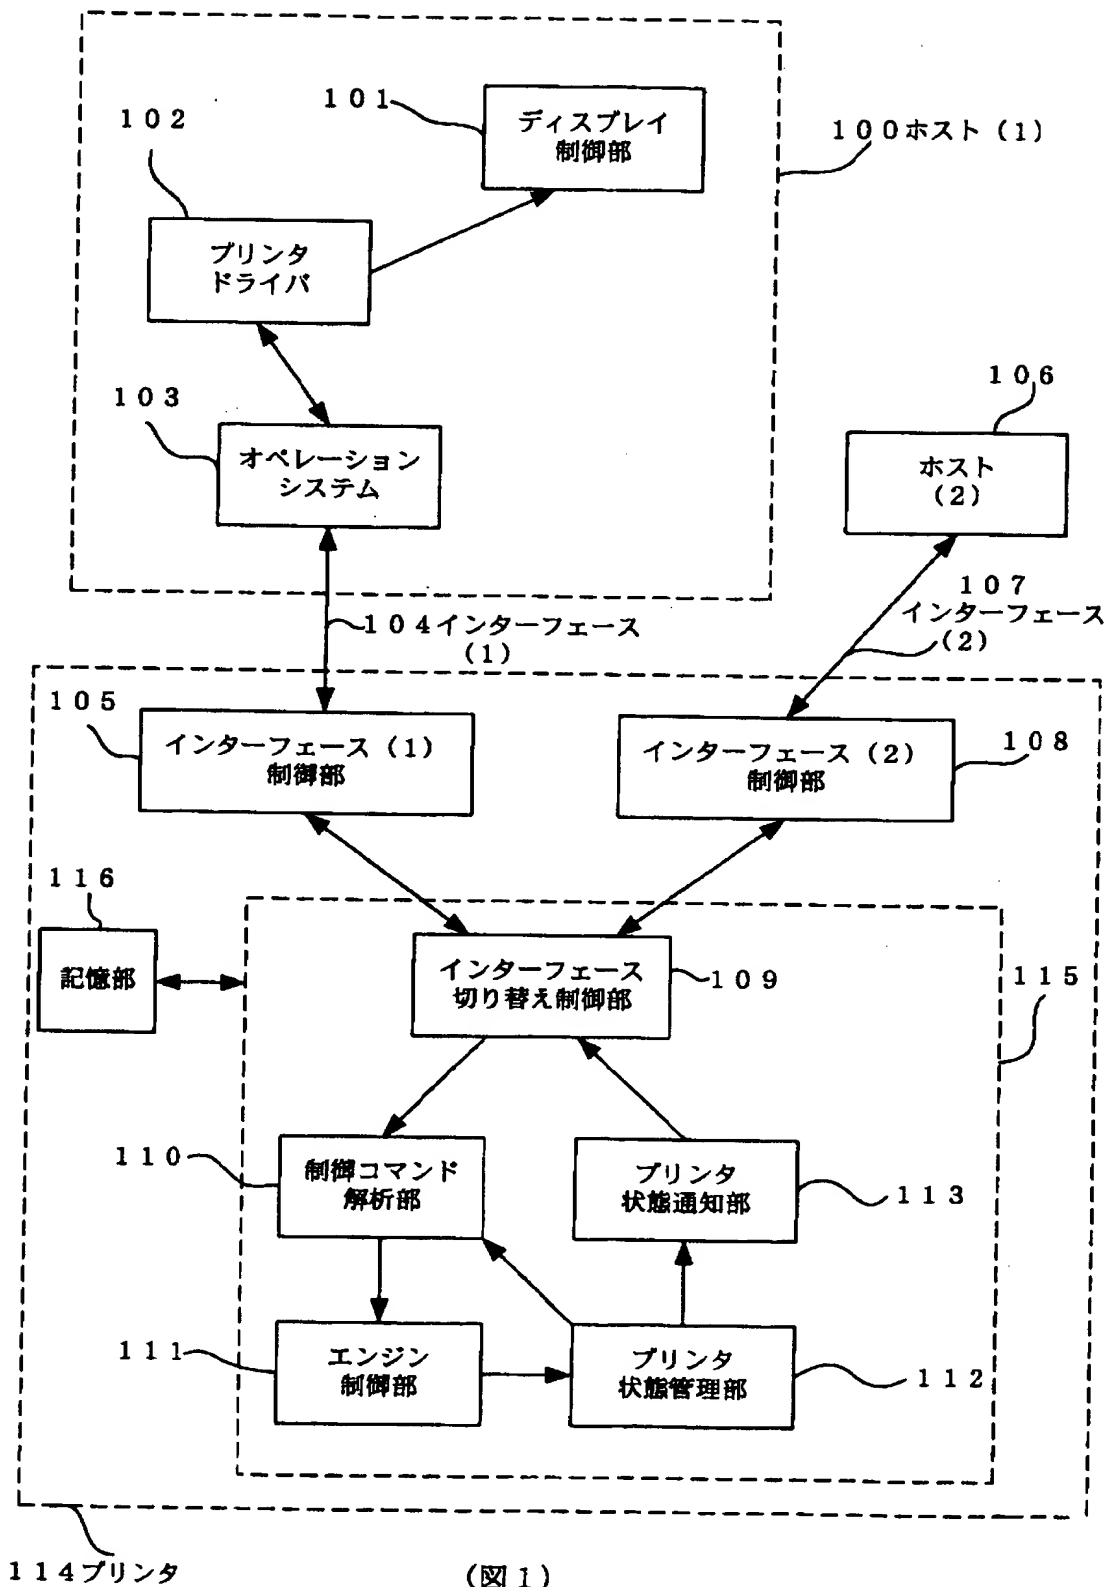 101
ディスプレイ
制御部
102
100ホスト(1)
プリンタ
ドライバ
103
オペレーション
システム
106
ホスト
(2)
104インターフェース
(1)
107
インターフェース
(2)
105
インターフェース(1)
制御部
インターフェース(2)
制御部
108
116
記憶部
インターフェース
切り替え制御部
109
115
110
制御コマンド
解析部
プリンタ
状態通知部
113
111
エンジン
制御部
プリンタ
状態管理部
112
114プリンタ
(図1)